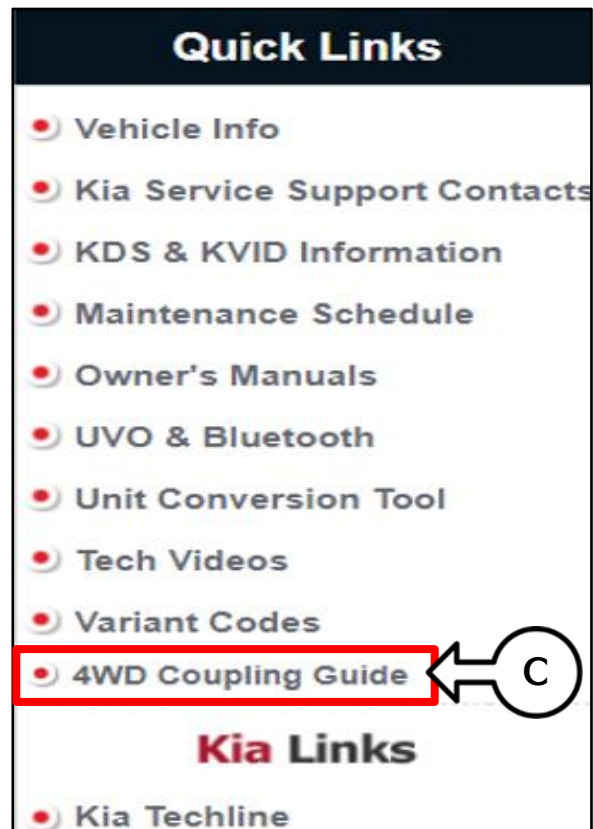 Quick Links
Vehicle Info
Kia Service Support Contacts
KDS & KVID Information
Maintenance Schedule
Owner's Manuals
UVO & Bluetooth
Unit Conversion Tool
Tech Videos
Variant Codes
4WD Coupling Guide C
Kia Links
Kia Techline